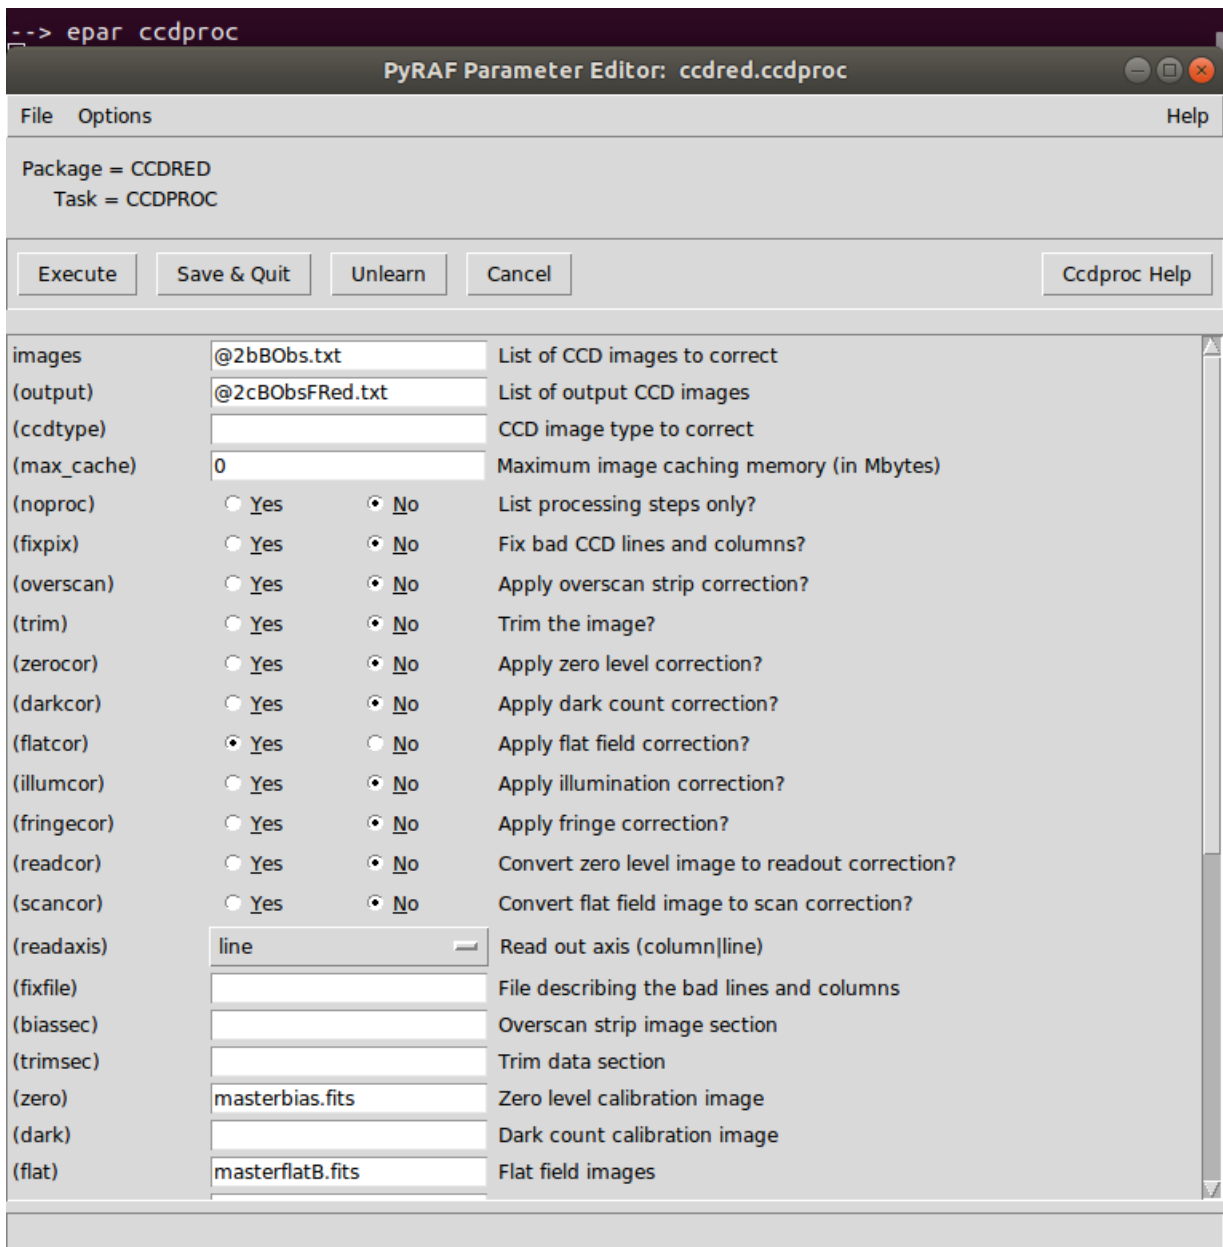 --> epar ccdproc
PyRAF Parameter Editor: ccdred.ccdproc
File Options Help
Package = CCDRED
Task = CCDPROC
Execute Save & Quit Unlearn Cancel Ccdproc Help
images @2bBObs.txt List of CCD images to correct
(output) @2cBObsFRed.txt List of output CCD images
(ccdtype) CCD image type to correct
(max_cache) 0 Maximum image caching memory (in Mbytes)
(noproc) Yes No List processing steps only?
(fixpix) Yes No Fix bad CCD lines and columns?
(overscan) Yes No Apply overscan strip correction?
(trim) Yes No Trim the image?
(zerocor) Yes No Apply zero level correction?
(darkcor) Yes No Apply dark count correction?
(flatcor) Yes No Apply flat field correction?
(illumcor) Yes No Apply illumination correction?
(fringecor) Yes No Apply fringe correction?
(readcor) Yes No Convert zero level image to readout correction?
(scancor) Yes No Convert flat field image to scan correction?
(readaxis) line Read out axis (column|line)
(fixfile) File describing the bad lines and columns
(biassec) Overscan strip image section
(trimsec) Trim data section
(zero) masterbias.fits Zero level calibration image
(dark) Dark count calibration image
(flat) masterflatB.fits Flat field images